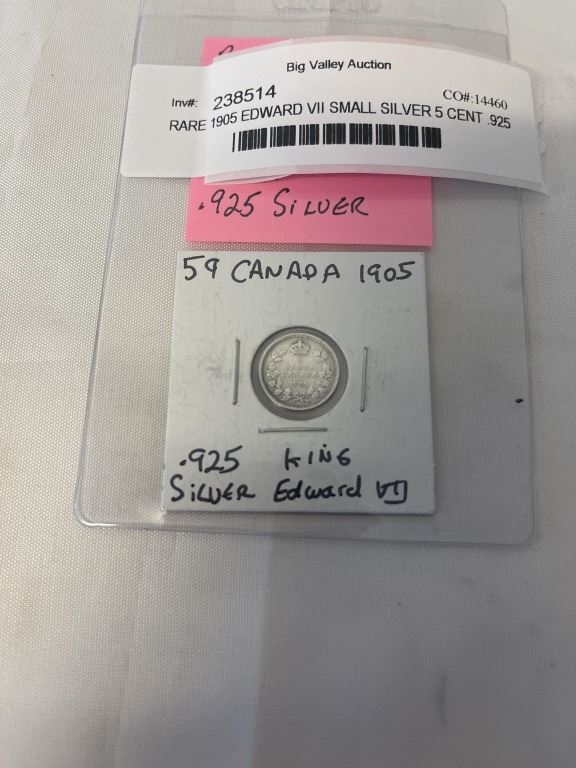 Big Valley Auction
Inv#: 238514 CO#:14460
RARE 1905 EDWARD VII SMALL SILVER 5 CENT .925
.925 SILVER
5¢ CANADA 1905
CANADA
.925 KING
SILVER Edward VII